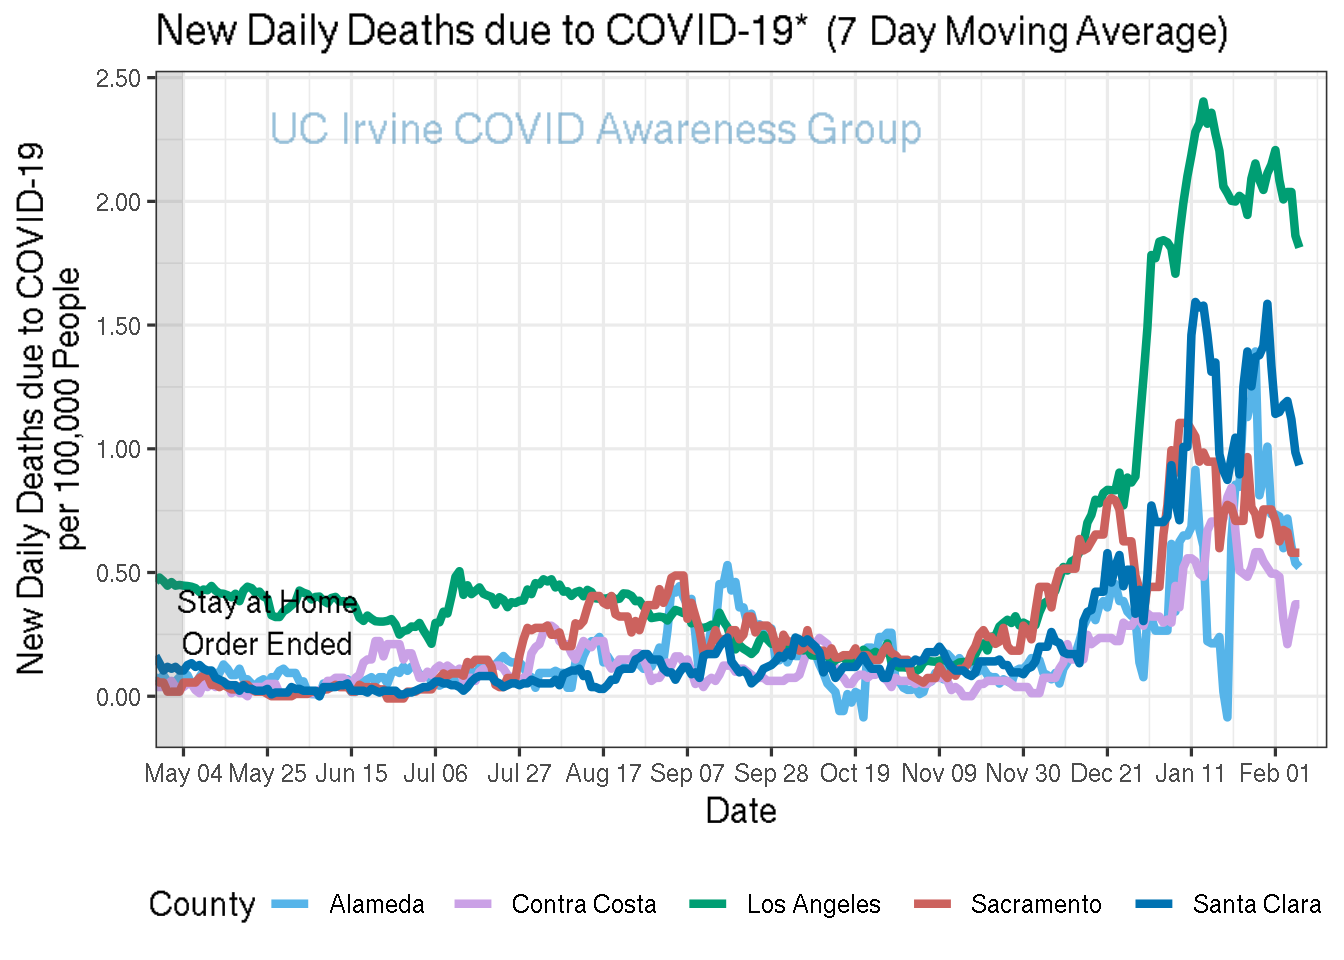 New Daily Deaths due to COVID-19* (7 Day Moving Average)
UC Irvine COVID Awareness Group
New Daily Deaths due to COVID-19
per 100,000 People
2.50
2.00
1.50
1.00
0.50
0.00
Stay at Home
Order Ended
May 04 May 25 Jun 15 Jul 06 Jul 27 Aug 17 Sep 07 Sep 28 Oct 19 Nov 09 Nov 30 Dec 21 Jan 11 Feb 01
Date
County Alameda Contra Costa Los Angeles Sacramento Santa Clara